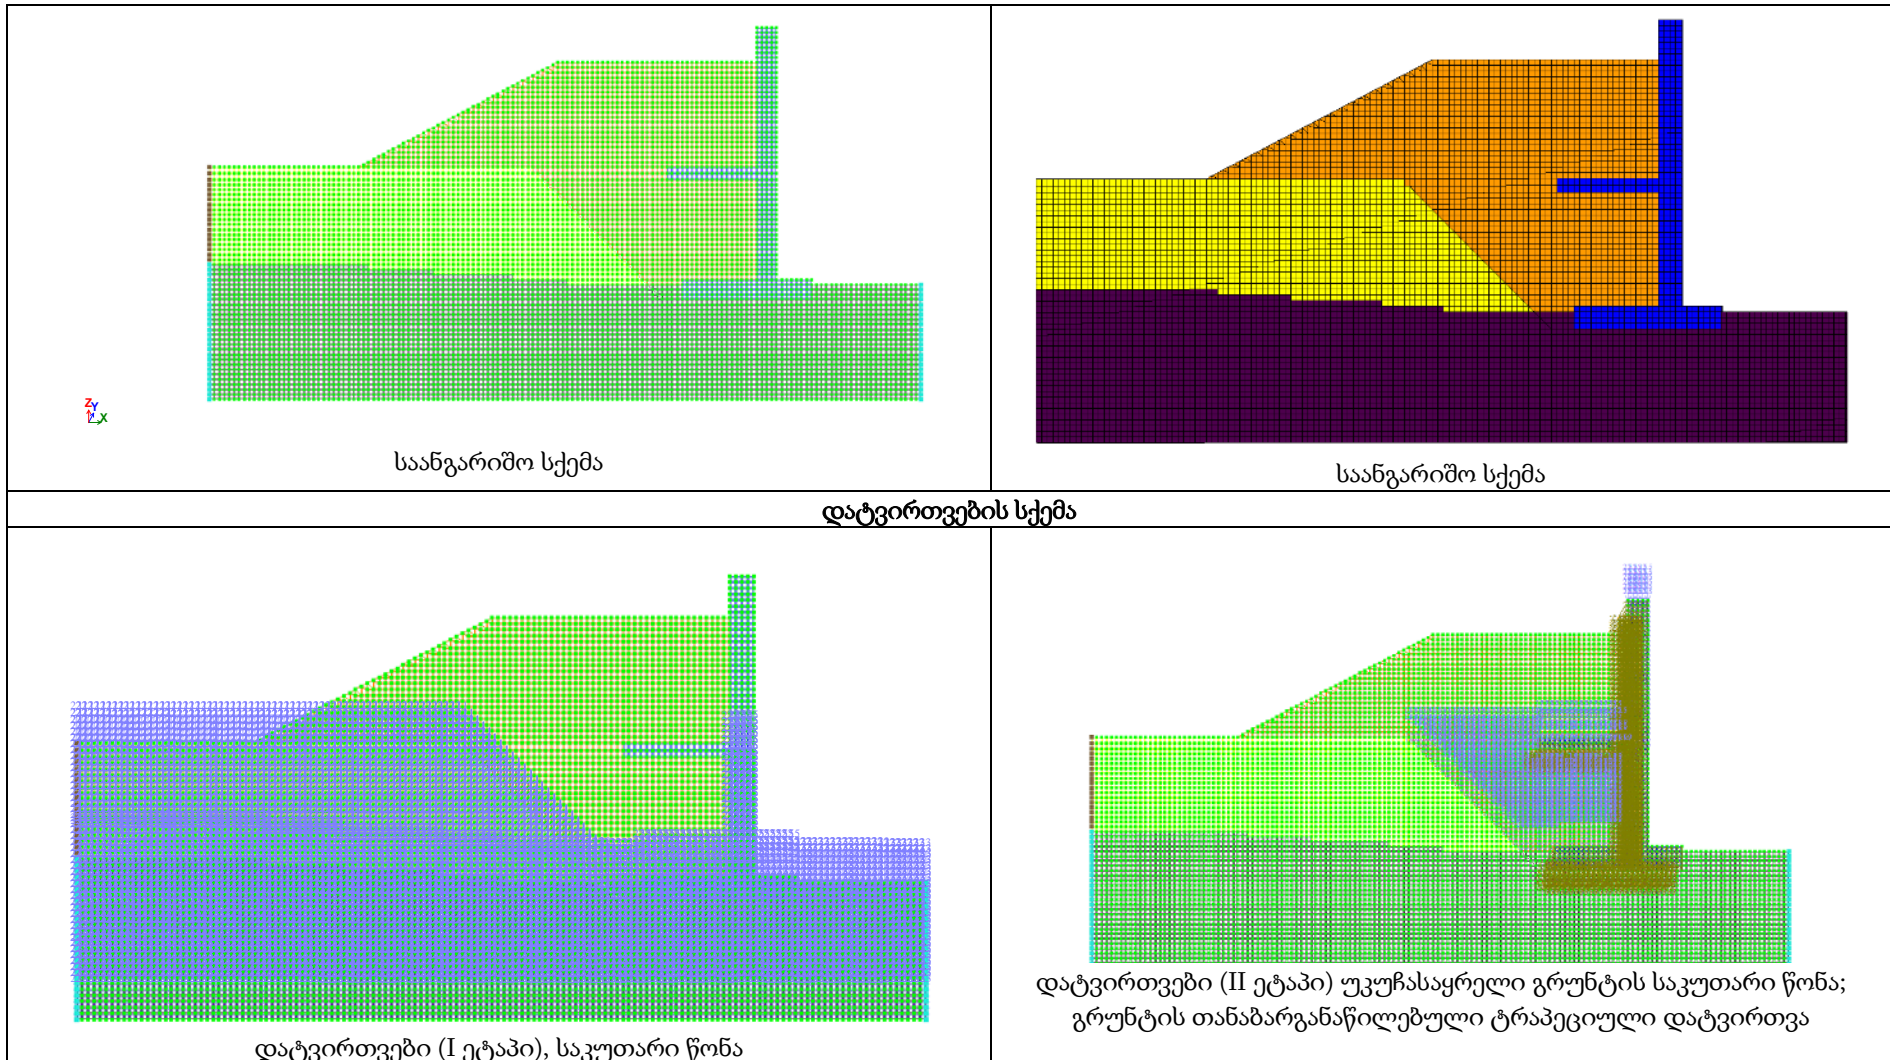 Z
Y
X
საანგარიშო სქემა
საანგარიშო სქემა
დატვირთვების სქემა
დატვირთვები (I ეტაპი), საკუთარი წონა
დატვირთვები (II ეტაპი) უკუჩასაყრელი გრუნტის საკუთარი წონა;
გრუნტის თანაბარგანაწილებული ტრაპეციული დატვირთვა